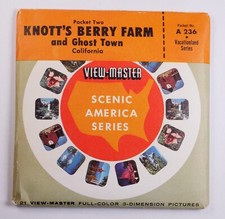 Packet Two
KNOTT'S BERRY FARM
and Ghost Town
California
Packet No.
A 236
Vacationland
Series
VIEW-MASTER
SCENIC
AMERICA
SERIES
21 VIEW-MASTER FULL-COLOR 3-DIMENSION PICTURES